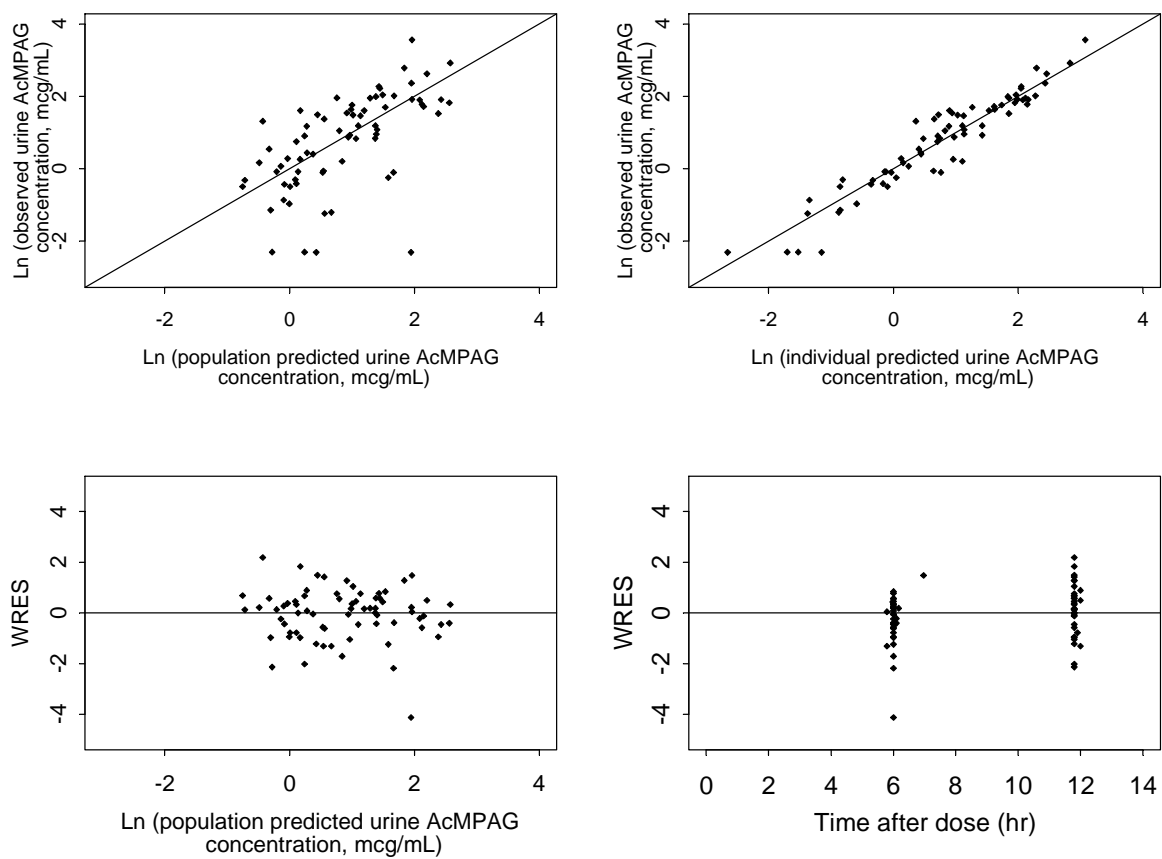 Ln (observed urine AcMPAG
concentration, mcg/mL)
4
2
0
-2
-2
0
2
4
Ln (population predicted urine AcMPAG
concentration, mcg/mL)
Ln (observed urine AcMPAG
concentration, mcg/mL)
4
2
0
-2
-2
0
2
4
Ln (individual predicted urine AcMPAG
concentration, mcg/mL)
WRES
4
2
0
-2
-4
-2
0
2
4
Ln (population predicted urine AcMPAG
concentration, mcg/mL)
WRES
4
2
0
-2
-4
0
2
4
6
8
10
12
14
Time after dose (hr)